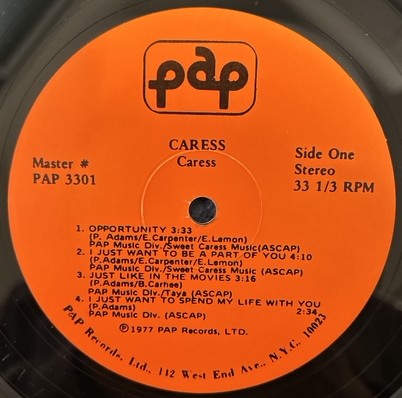 pap
CARESS
Caress
Master #
PAP 3301
Side One
Stereo
33 1/3 RPM
1. OPPORTUNITY 3:33
(P. Adams/E.Carpenter/E.Lemon)
PAP Music Div./Sweet Caress Music(ASCAP)
2. I JUST WANT TO BE A PART OF YOU 4:10
(P.Adams/E.Carpenter/E.Lemon)
PAP Music Div./Sweet Caress Music (ASCAP)
3. JUST LIKE IN THE MOVIES 3:16
(P.Adams/B.Carhee)
PAP Music Div./Taya (ASCAP)
4. I JUST WANT TO SPEND MY LIFE WITH YOU
(P.Adams) 2:34
PAP Music Div. (ASCAP)
℗1977 PAP Records, LTD.
PAP Records, Ltd., 112 West End Ave., N.Y.C. 10023